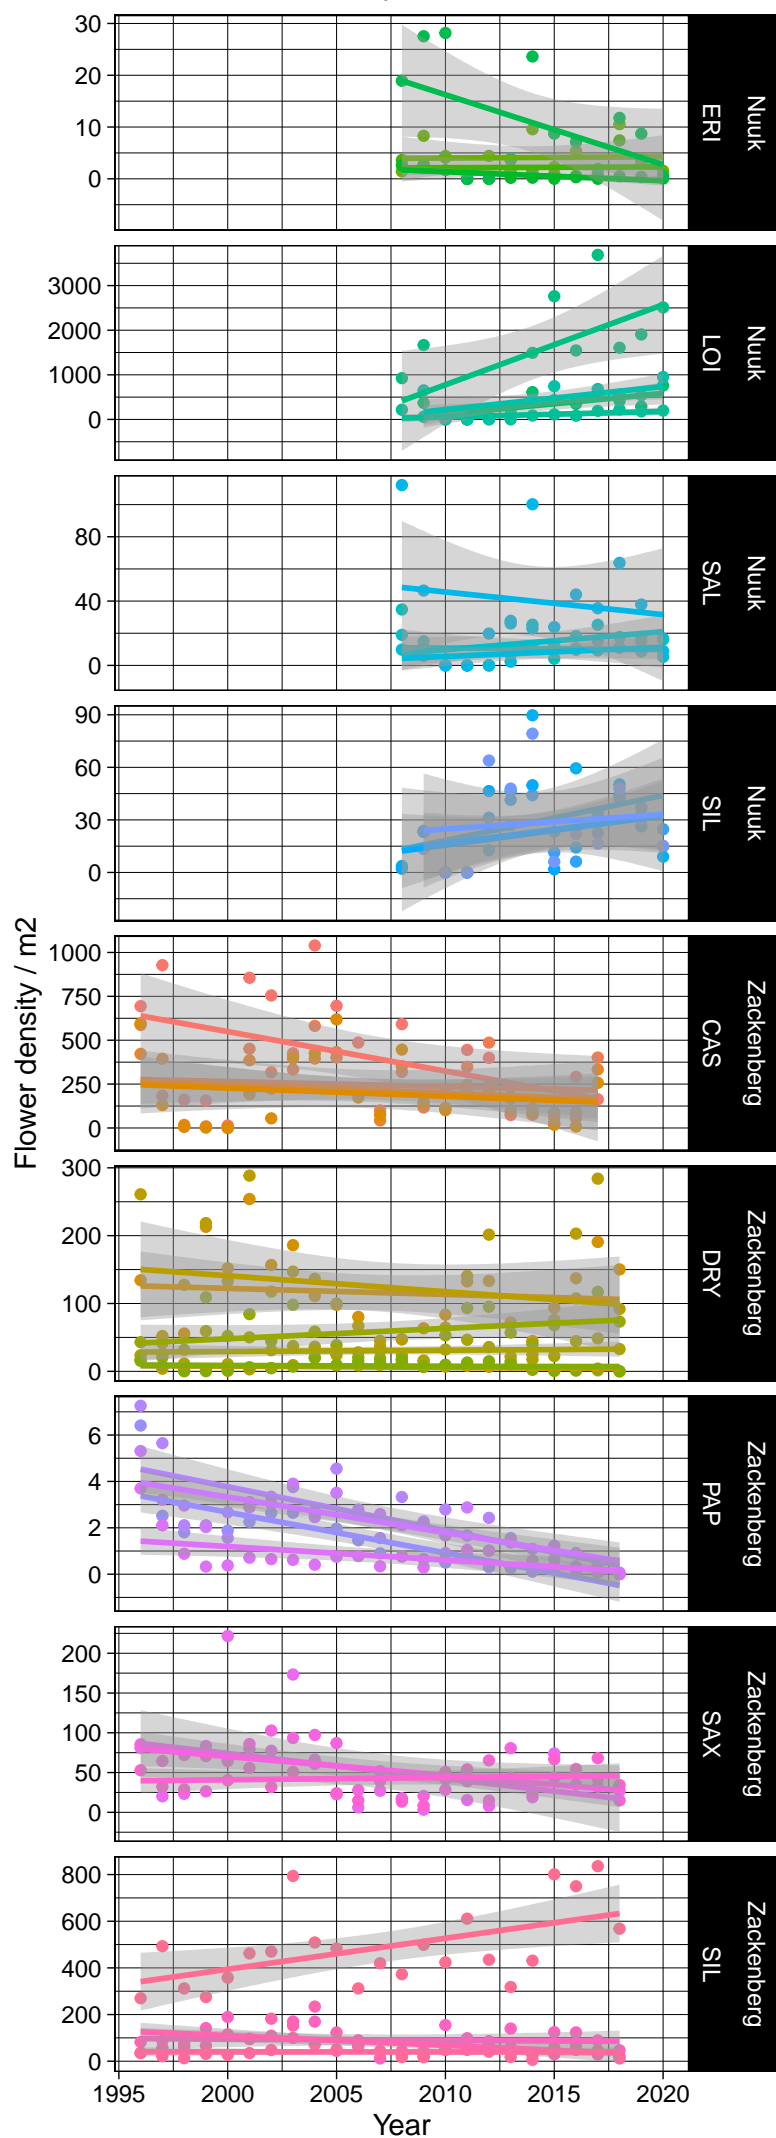 30
20
10
0
ERI
Nuuk
3000
2000
1000
0
LOI
Nuuk
80
40
0
SAL
Nuuk
90
60
30
0
SIL
Nuuk
Flower density / m2
1000
750
500
250
0
CAS
Zackenberg
300
200
100
0
DRY
Zackenberg
6
4
2
0
PAP
Zackenberg
200
150
100
50
0
SAX
Zackenberg
800
600
400
200
0
SIL
Zackenberg
1995 2000 2005 2010 2015 2020
Year